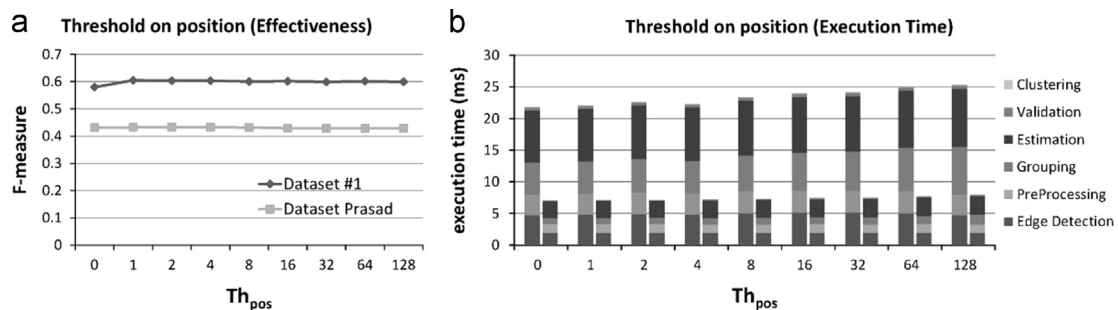 a
Threshold on position (Effectiveness)
0.7
0.6
0.5
0.4
0.3
0.2
0.1
0
F-measure
Dataset #1
Dataset Prasad
0 1 2 4 8 16 32 64 128
Thpos
b
Threshold on position (Execution Time)
30
25
20
15
10
5
0
execution time (ms)
0 1 2 4 8 16 32 64 128
Thpos
Clustering
Validation
Estimation
Grouping
PreProcessing
Edge Detection